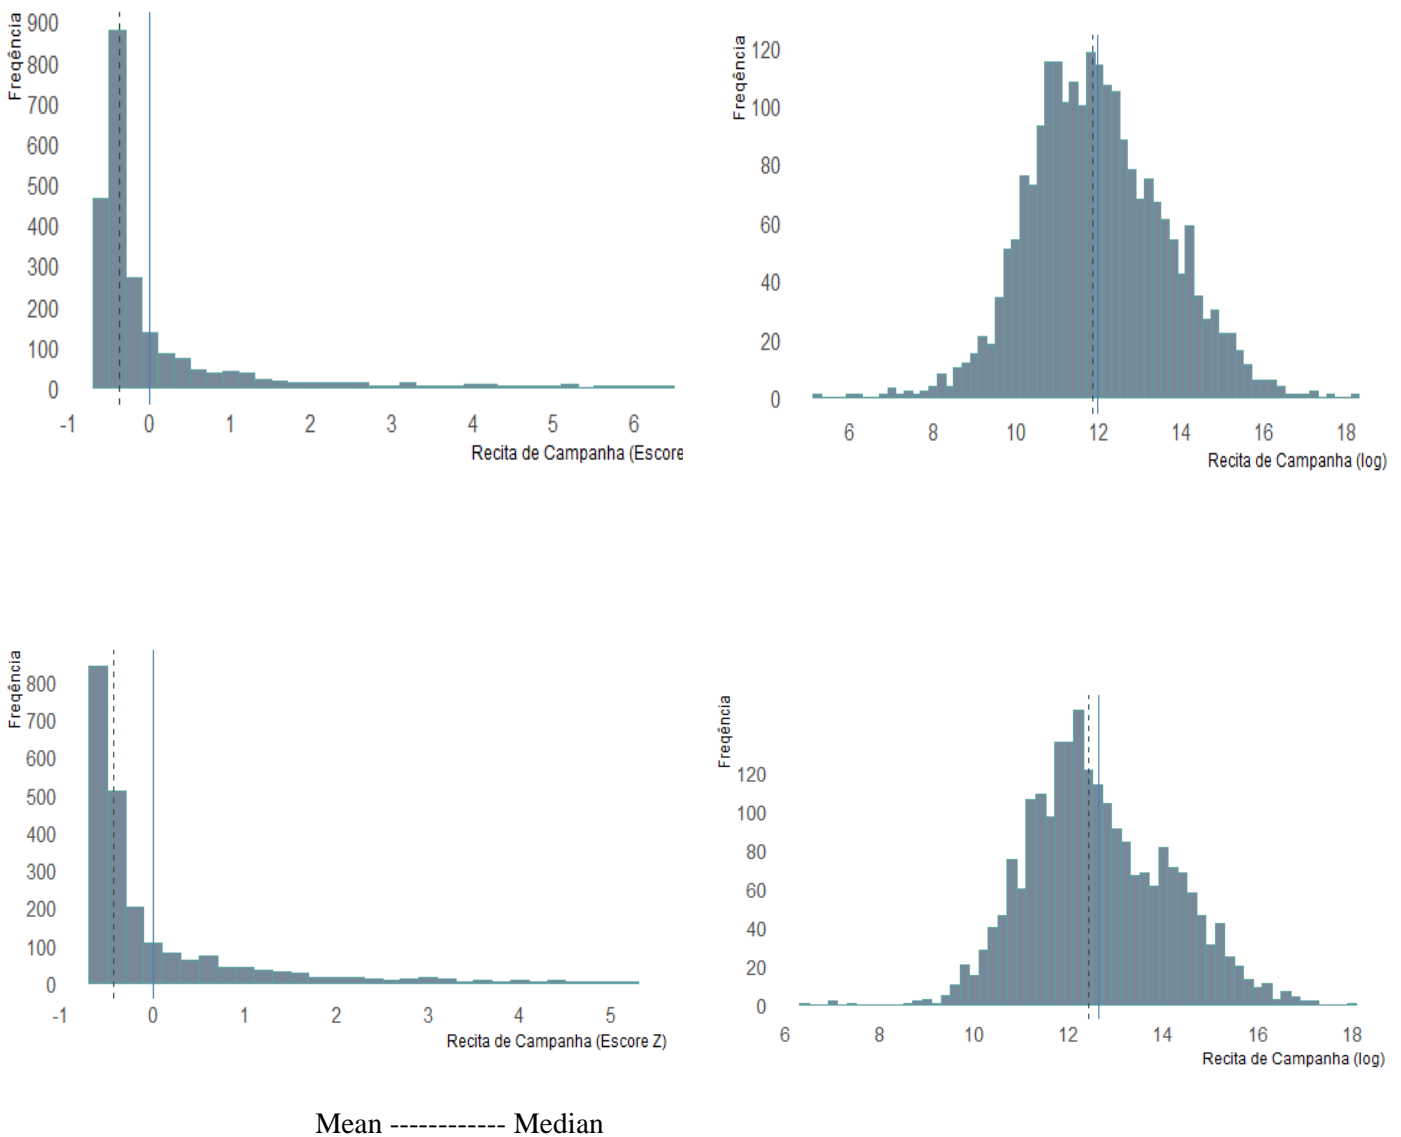 Freqência
900
800
700
600
500
400
300
200
100
0
-1 0 1 2 3 4 5 6
Recita de Campanha (Escore
Freqência
120
100
80
60
40
20
0
6 8 10 12 14 16 18
Recita de Campanha (log)
Freqência
800
700
600
500
400
300
200
100
0
-1 0 1 2 3 4 5
Recita de Campanha (Escore Z)
Freqência
120
100
80
60
40
20
0
6 8 10 12 14 16 18
Recita de Campanha (log)
Mean ------------ Median